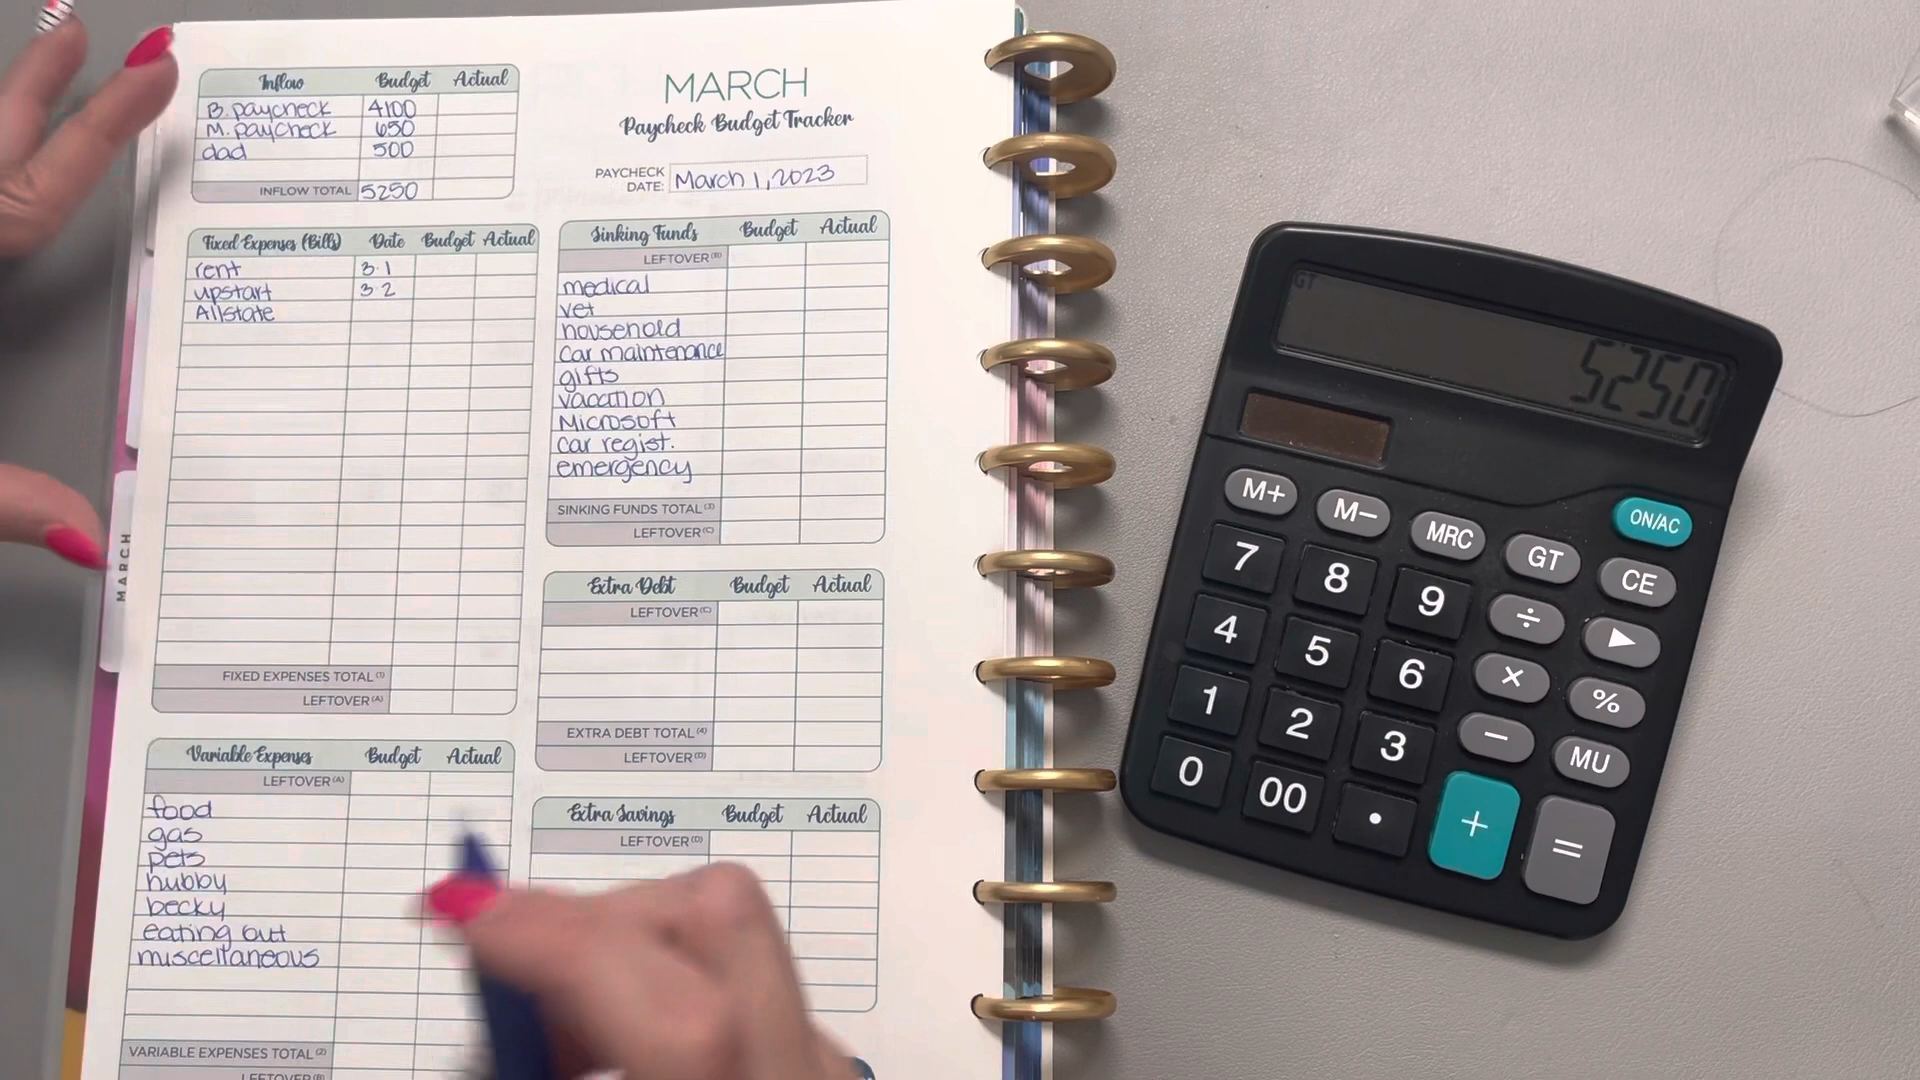 MARCH
Paycheck Budget Tracker
PAYCHECK DATE: March 1, 2023
Inflow Budget Actual
B. paycheck 4100
M. paycheck 650
dad 500
INFLOW TOTAL 5250
Fixed Expenses (Bills) Date Budget Actual
rent 3·1
upstart 3·2
Allstate
FIXED EXPENSES TOTAL (1)
LEFTOVER (A)
Variable Expenses Budget Actual
LEFTOVER (A)
food
gas
pets
hubby
becky
eating out
miscellaneous
VARIABLE EXPENSES TOTAL (2)
LEFTOVER (B)
Sinking Funds Budget Actual
LEFTOVER (B)
medical
vet
household
car maintenance
gifts
vacation
Microsoft
car regist.
emergency
SINKING FUNDS TOTAL (3)
LEFTOVER (C)
Extra Debt Budget Actual
LEFTOVER (C)
EXTRA DEBT TOTAL (4)
LEFTOVER (D)
Extra Savings Budget Actual
LEFTOVER (D)
MARCH
GT
5250
M+ M− MRC GT ON/AC
CE
7 8 9 ÷ ▶
4 5 6 × %
1 2 3 − MU
0 00 • + =